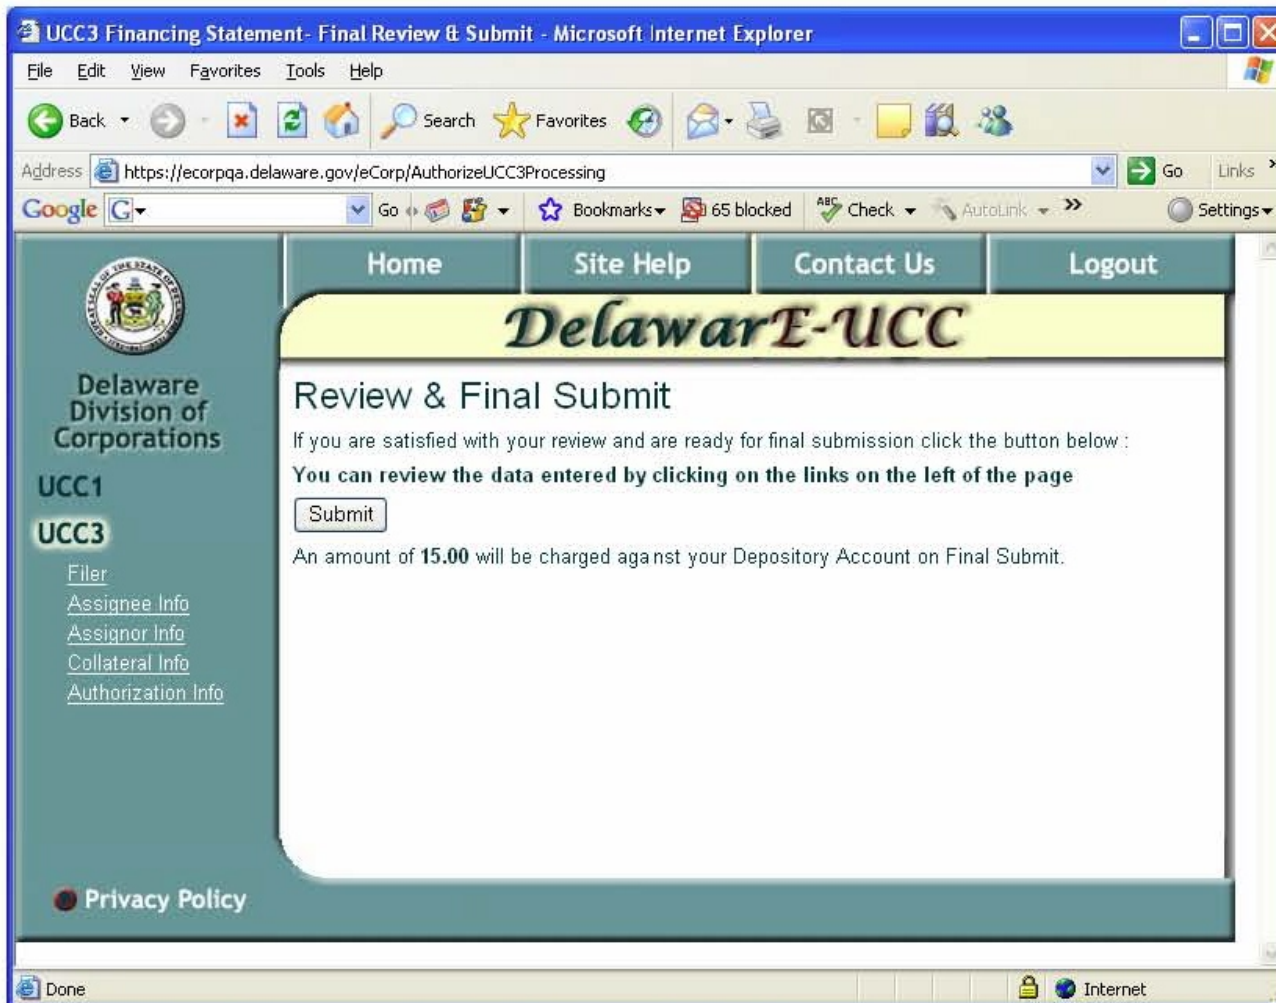 UCC3 Financing Statement- Final Review & Submit - Microsoft Internet Explorer
File Edit View Favorites Tools Help
Back Search Favorites
Address https://ecorpqa.delaware.gov/eCorp/AuthorizeUCC3Processing Go Links »
Google G Go Bookmarks 65 blocked ABC Check AutoLink » Settings
Home Site Help Contact Us Logout
DelawarE-UCC
Delaware
Division of
Corporations
UCC1
UCC3
Filer
Assignee Info
Assignor Info
Collateral Info
Authorization Info
Privacy Policy
Review & Final Submit
If you are satisfied with your review and are ready for final submission click the button below :
You can review the data entered by clicking on the links on the left of the page
Submit
An amount of 15.00 will be charged aga nst your Depository Account on Final Submit.
Done Internet